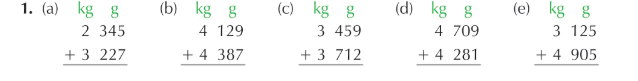 1. (a) kg g (b) kg g (c) kg g (d) kg g (e) kg g
2 345 4 129 3 459 4 709 3 125
+ 3 227 + 4 387 + 3 712 + 4 281 + 4 905